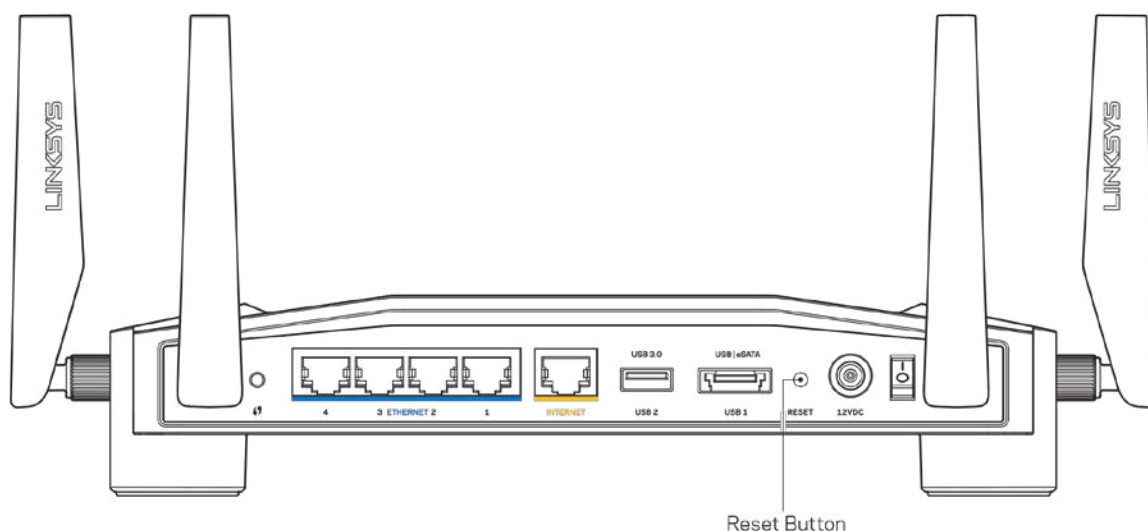 LINKSYS
LINKSYS
USB 3.0
USB | eSATA
4
3 ETHERNET 2
1
INTERNET
USB 2
USB 1
RESET
12VDC
Reset Button